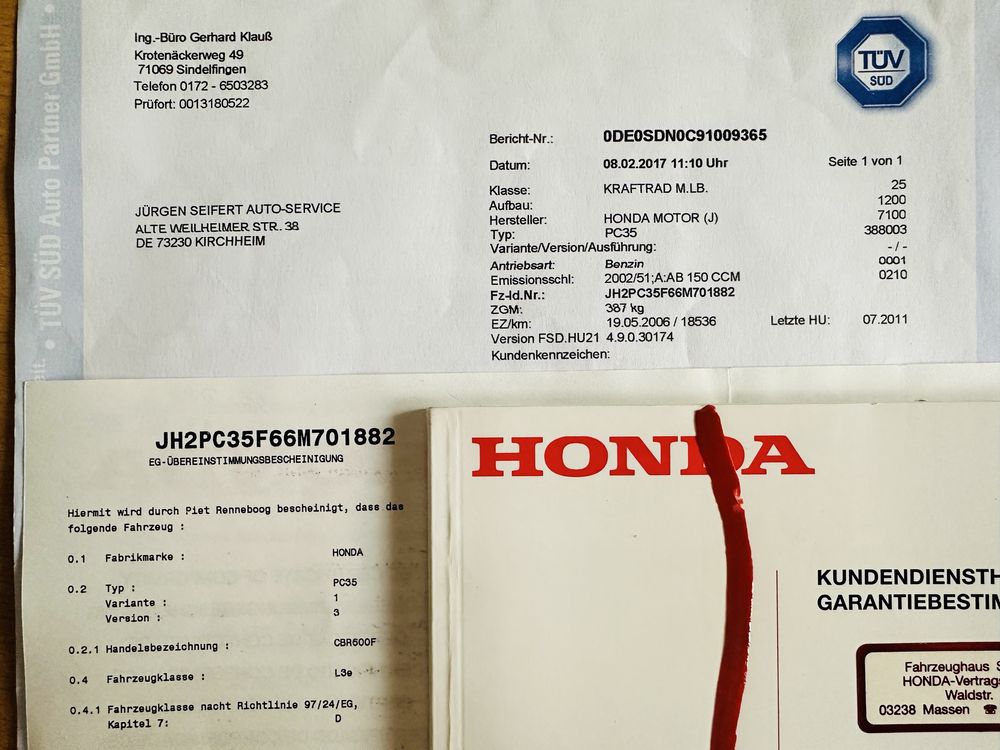 TÜV SÜD Auto Partner GmbH
Ing.-Büro Gerhard Klauß
Krotenäckerweg 49
71069 Sindelfingen
Telefon 0172 - 6503283
Prüfort: 0013180522
TÜV
SÜD
Bericht-Nr.: 0DE0SDN0C91009365
Datum: 08.02.2017 11:10 Uhr Seite 1 von 1
Klasse: KRAFTRAD M.LB. 25
Aufbau: 1200
Hersteller: HONDA MOTOR (J) 7100
Typ: PC35 388003
Variante/Version/Ausführung: - / -
Antriebsart: Benzin 0001
Emissionsschl: 2002/51;A:AB 150 CCM 0210
Fz-Id.Nr.: JH2PC35F66M701882
ZGM: 387 kg
EZ/km: 19.05.2006 / 18536 Letzte HU: 07.2011
Version FSD.HU21 4.9.0.30174
Kundenkennzeichen:
JÜRGEN SEIFERT AUTO-SERVICE
ALTE WEILHEIMER STR. 38
DE 73230 KIRCHHEIM
JH2PC35F66M701882
EG-ÜBEREINSTIMMUNGSBESCHEINIGUNG
Hiermit wird durch Piet Renneboog bescheinigt, dass das
folgende Fahrzeug :
0.1 Fabrikmarke : HONDA
0.2 Typ : PC35
Variante : 1
Version : 3
0.2.1 Handelsbezeichnung : CBR600F
0.4 Fahrzeugklasse : L3e
0.4.1 Fahrzeugklasse nacht Richtlinie 97/24/EG,
Kapitel 7: D
HONDA
KUNDENDIENSTH
GARANTIEBESTIM
Fahrzeughaus S
HONDA-Vertrags
Waldstr.
03238 Massen ☎